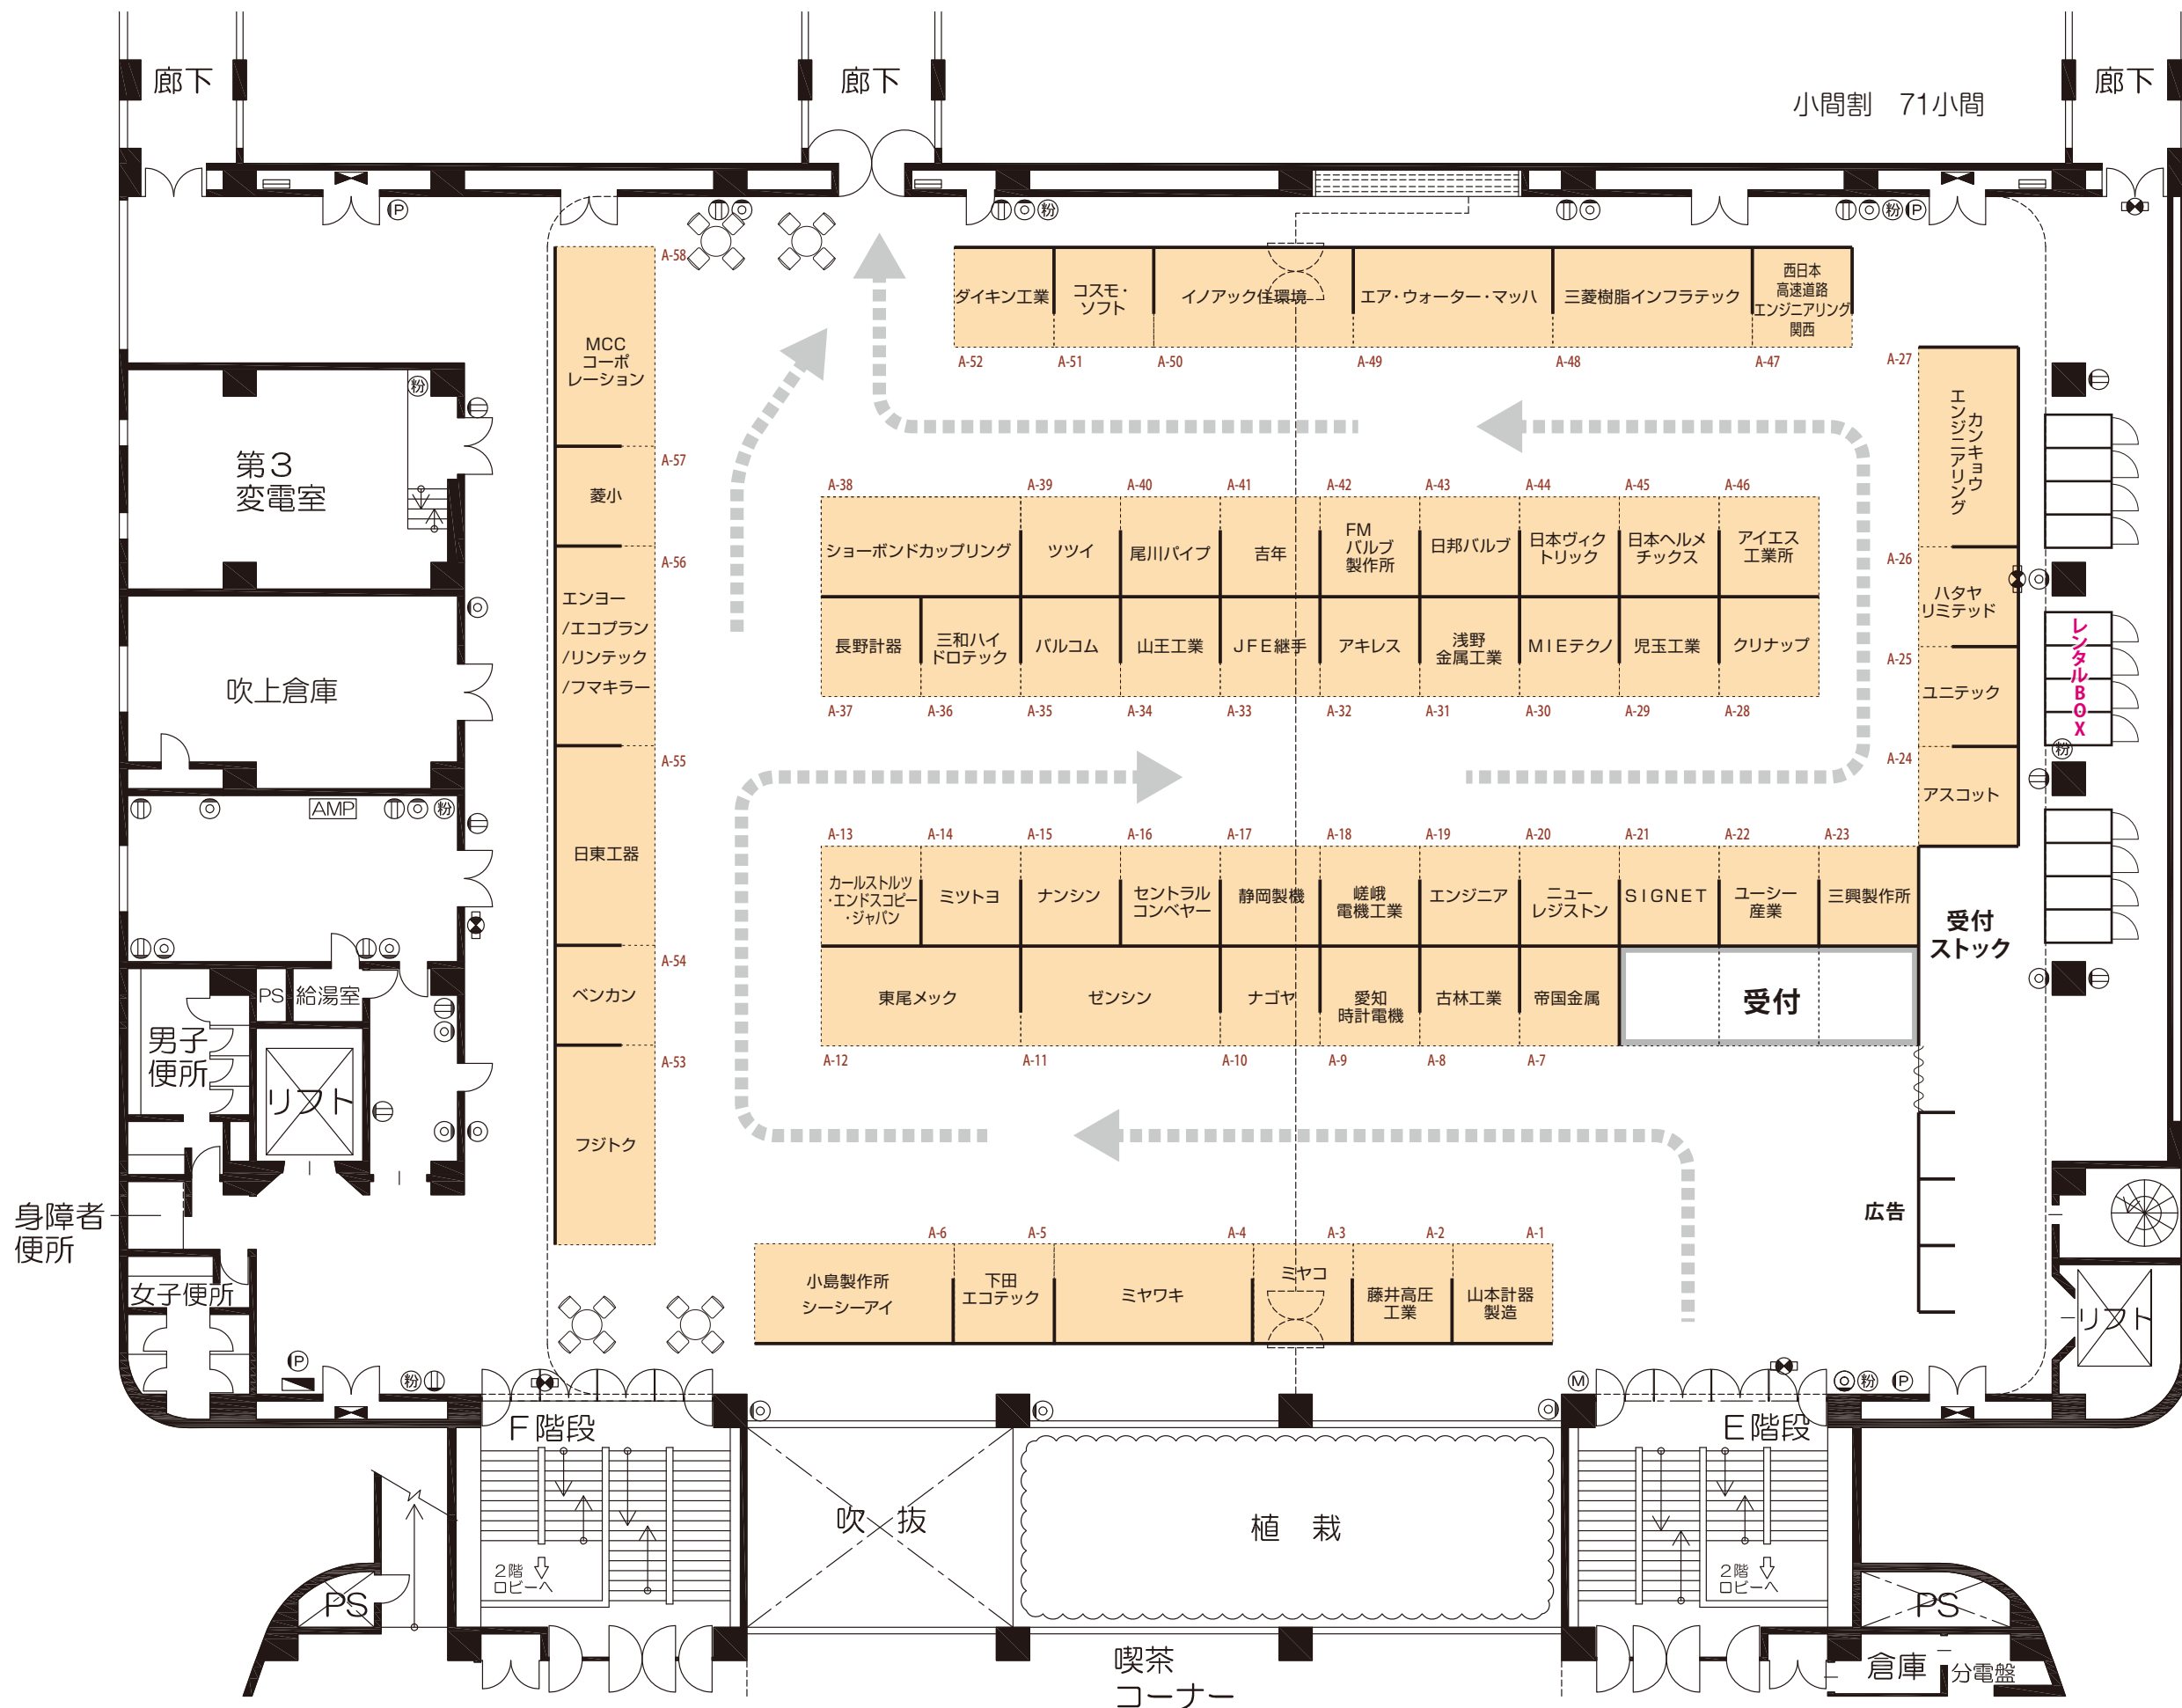 廊下
廊下
廊下
小間割 71小間
P
粉
粉
P
A-58
MCC
コーポ
レーション
ダイキン工業
コスモ・
ソフト
イノアック住環境
エア・ウォーター・マッハ
三菱樹脂インフラテック
西日本
高速道路
エンジニアリング
関西
A-52
A-51
A-50
A-49
A-48
A-47
A-27
カンキョウ
エンジニアリング
粉
第3
変電室
A-57
菱小
A-38
A-39
A-40
A-41
A-42
A-43
A-44
A-45
A-46
ショーボンドカップリング
ツツイ
尾川パイプ
吉年
FM
バルブ
製作所
日邦バルブ
日本ヴィク
トリック
日本ヘルメ
チックス
アイエス
工業所
A-56
エンヨー
/エコプラン
/リンテック
/フマキラー
A-26
ハタヤ
リミテッド
長野計器
三和ハイ
ドロテック
バルコム
山王工業
JFE継手
アキレス
浅野
金属工業
MIEテクノ
児玉工業
クリナップ
A-37
A-36
A-35
A-34
A-33
A-32
A-31
A-30
A-29
A-28
A-25
ユニテック
レンタルBOX
粉
吹上倉庫
A-55
日東工器
A-24
アスコット
AMP
粉
A-13
A-14
A-15
A-16
A-17
A-18
A-19
A-20
A-21
A-22
A-23
カールストルツ
・エンドスコピー
・ジャパン
ミツトヨ
ナンシン
セントラル
コンベヤー
静岡製機
嵯峨
電機工業
エンジニア
ニュー
レジストン
SIGNET
ユーシー
産業
三興製作所
受付
ストック
A-54
ベンカン
東尾メック
ゼンシン
ナゴヤ
愛知
時計電機
古林工業
帝国金属
受付
A-12
A-11
A-10
A-9
A-8
A-7
PS
給湯室
男子
便所
リフト
A-53
フジトク
身障者
便所
女子便所
広告
A-6
A-5
A-4
A-3
A-2
A-1
小島製作所
シーシーアイ
下田
エコテック
ミヤワキ
ミヤコ
藤井高圧
工業
山本計器
製造
リフト
P
粉
M
粉
P
F階段
E階段
吹 抜
植 栽
2階
ロビーへ
2階
ロビーへ
PS
PS
喫茶
コーナー
倉庫
分電盤